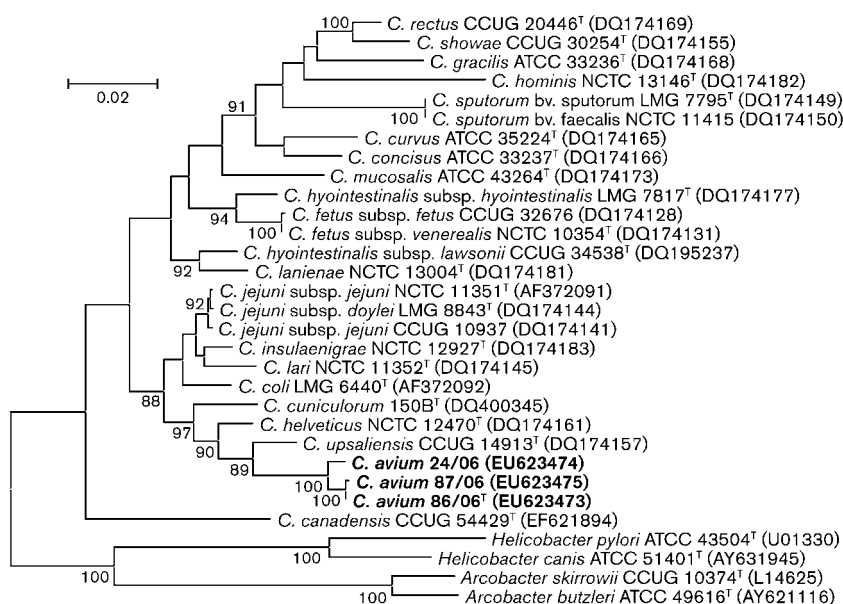 100
C. rectus CCUG 20446ᵀ (DQ174169)
C. showae CCUG 30254ᵀ (DQ174155)
C. gracilis ATCC 33236ᵀ (DQ174168)
C. hominis NCTC 13146ᵀ (DQ174182)
0.02
91
C. sputorum bv. sputorum LMG 7795ᵀ (DQ174149)
100
C. sputorum bv. faecalis NCTC 11415 (DQ174150)
C. curvus ATCC 35224ᵀ (DQ174165)
C. concisus ATCC 33237ᵀ (DQ174166)
C. mucosalis ATCC 43264ᵀ (DQ174173)
C. hyointestinalis subsp. hyointestinalis LMG 7817ᵀ (DQ174177)
94
C. fetus subsp. fetus CCUG 32676 (DQ174128)
100
C. fetus subsp. venerealis NCTC 10354ᵀ (DQ174131)
C. hyointestinalis subsp. lawsonii CCUG 34538ᵀ (DQ195237)
92
C. lanienae NCTC 13004ᵀ (DQ174181)
C. jejuni subsp. jejuni NCTC 11351ᵀ (AF372091)
92
C. jejuni subsp. doylei LMG 8843ᵀ (DQ174144)
C. jejuni subsp. jejuni CCUG 10937 (DQ174141)
C. insulaenigrae NCTC 12927ᵀ (DQ174183)
C. lari NCTC 11352ᵀ (DQ174145)
C. coli LMG 6440ᵀ (AF372092)
88
C. cuniculorum 150Bᵀ (DQ400345)
97
C. helveticus NCTC 12470ᵀ (DQ174161)
90
C. upsaliensis CCUG 14913ᵀ (DQ174157)
89
C. avium 24/06 (EU623474)
100
C. avium 87/06 (EU623475)
100
C. avium 86/06ᵀ (EU623473)
C. canadensis CCUG 54429ᵀ (EF621894)
Helicobacter pylori ATCC 43504ᵀ (U01330)
100
Helicobacter canis ATCC 51401ᵀ (AY631945)
100
Arcobacter skirrowii CCUG 10374ᵀ (L14625)
100
Arcobacter butzleri ATCC 49616ᵀ (AY621116)